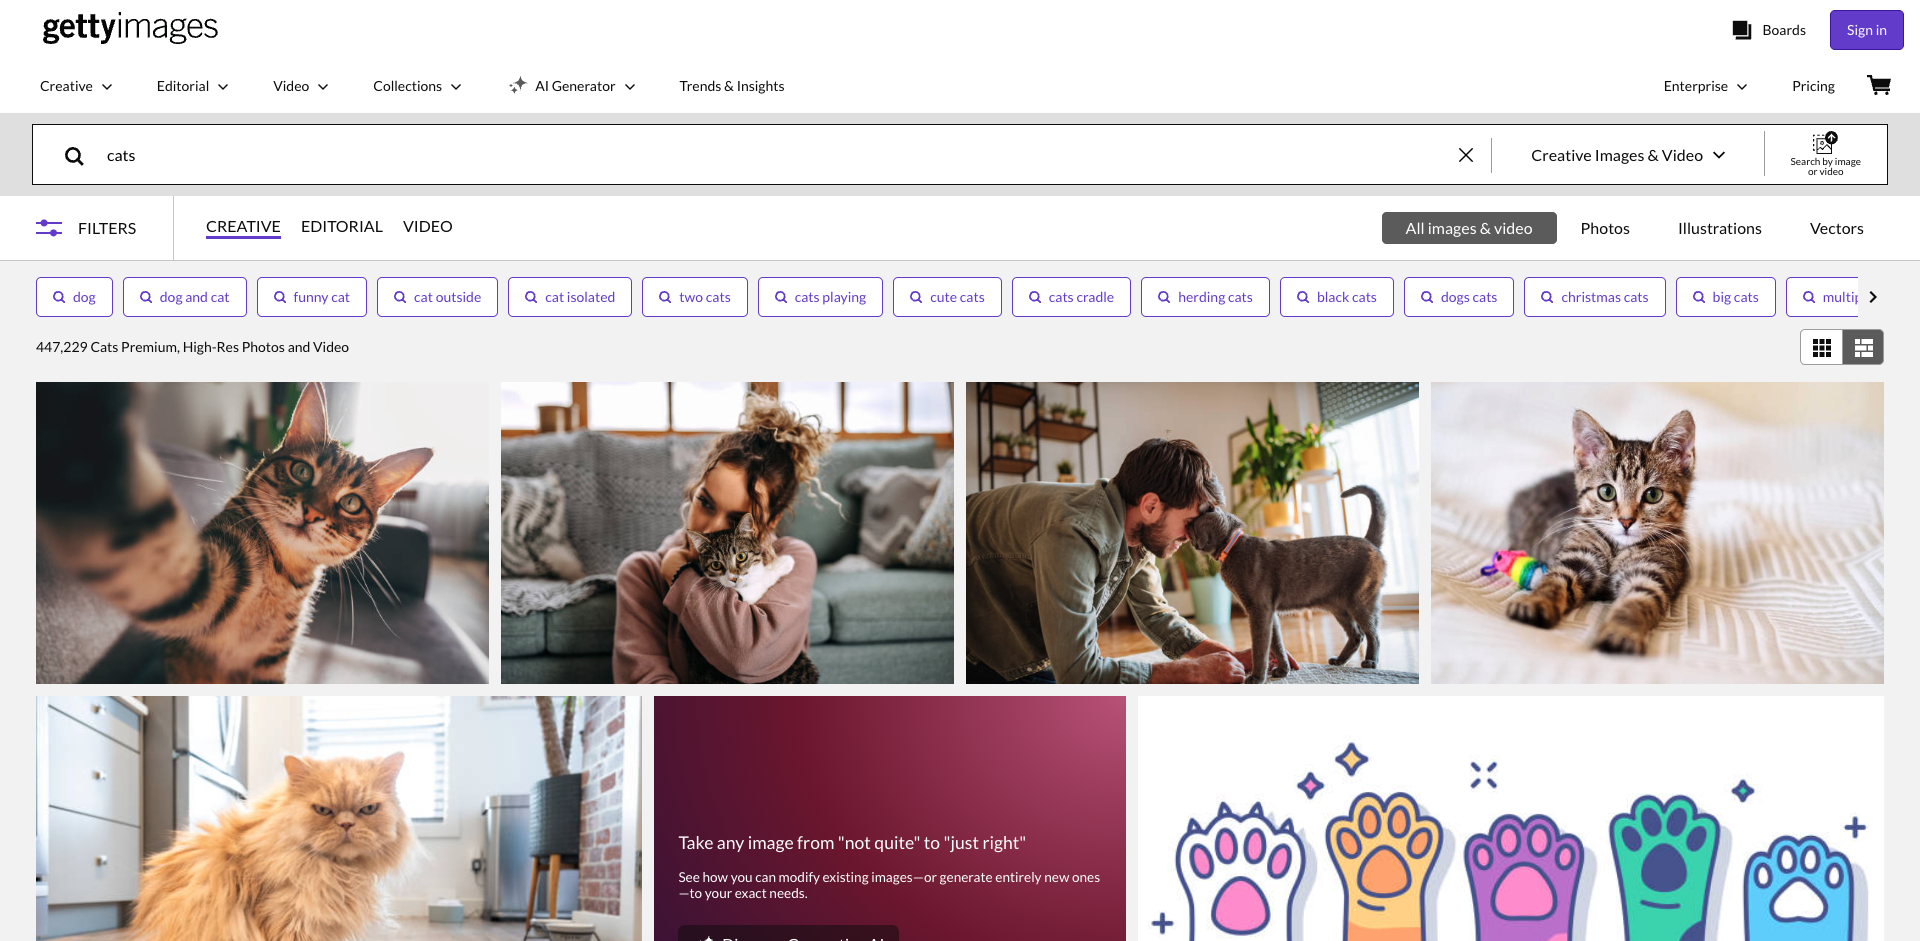 gettyimages
Boards
Sign in
Creative
Editorial
Video
Collections
AI Generator
Trends & Insights
Enterprise
Pricing
cats
Creative Images & Video
Search by image
or video
FILTERS
CREATIVE
EDITORIAL
VIDEO
All images & video
Photos
Illustrations
Vectors
dog
dog and cat
funny cat
cat outside
cat isolated
two cats
cats playing
cute cats
cats cradle
herding cats
black cats
dogs cats
christmas cats
big cats
447,229 Cats Premium, High-Res Photos and Video
Take any image from "not quite" to "just right"
See how you can modify existing images—or generate entirely new ones
—to your exact needs.